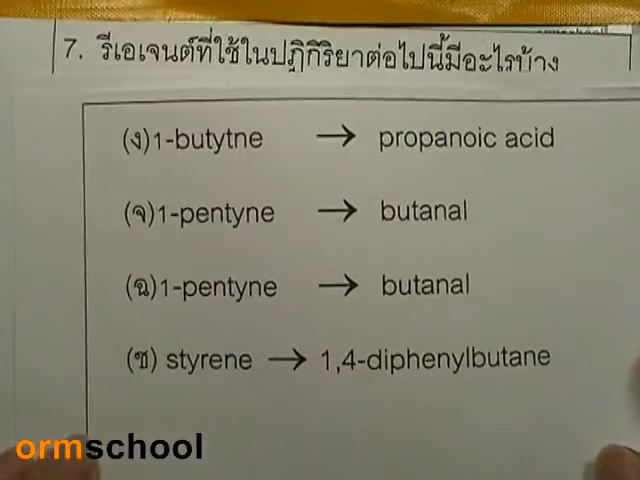 7. รีเอเจนต์ที่ใช้ในปฏิกิริยาต่อไปนี้มีอะไรบ้าง
(ง)1-butytne → propanoic acid
(จ)1-pentyne → butanal
(ฉ)1-pentyne → butanal
(ช) styrene → 1,4-diphenylbutane
ormschool